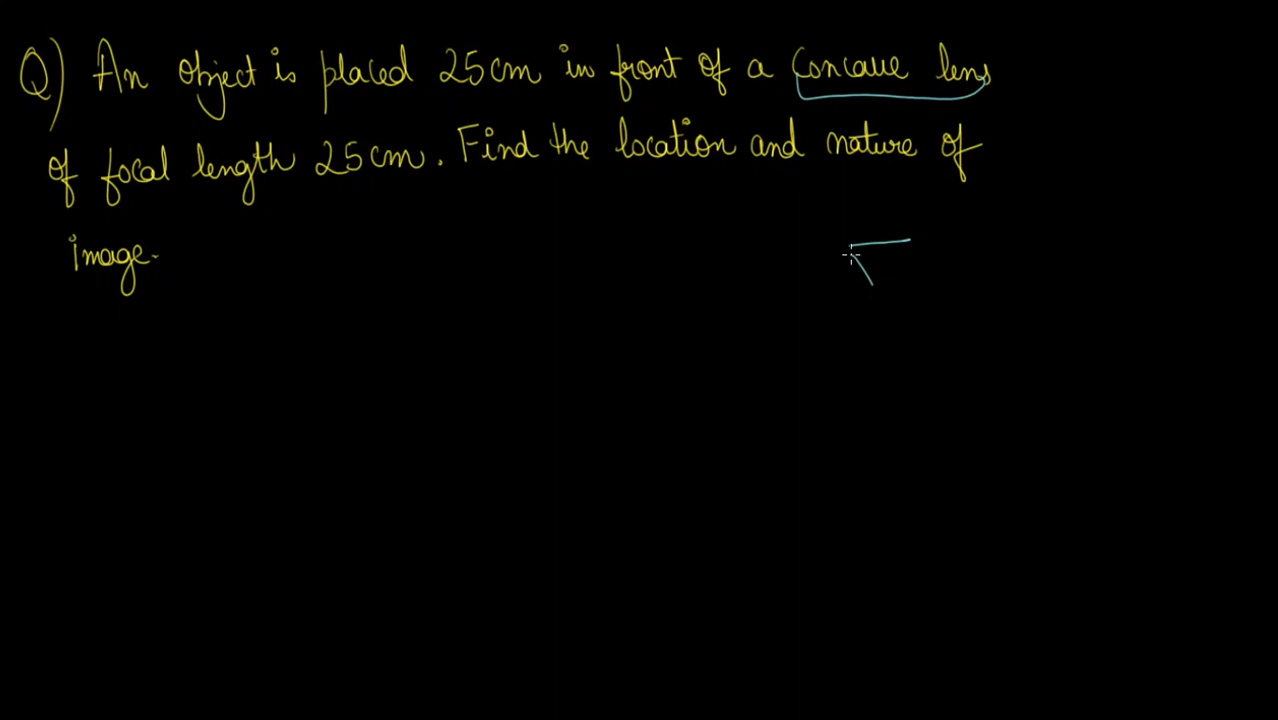 Q) An object is placed 25cm in front of a Concave lens
of focal length 25cm. Find the location and nature of
image.